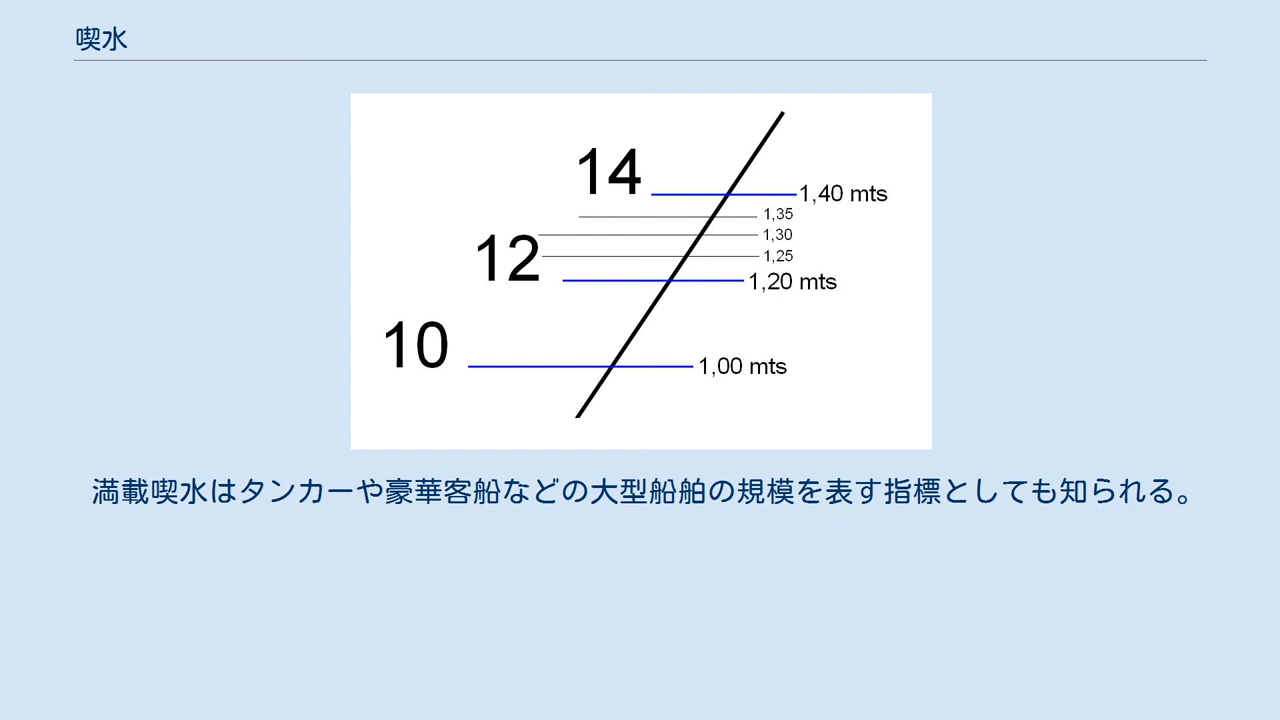 喫水
14
1,40 mts
1,35
1,30
12
1,25
1,20 mts
10
1,00 mts
満載喫水はタンカーや豪華客船などの大型船舶の規模を表す指標としても知られる。